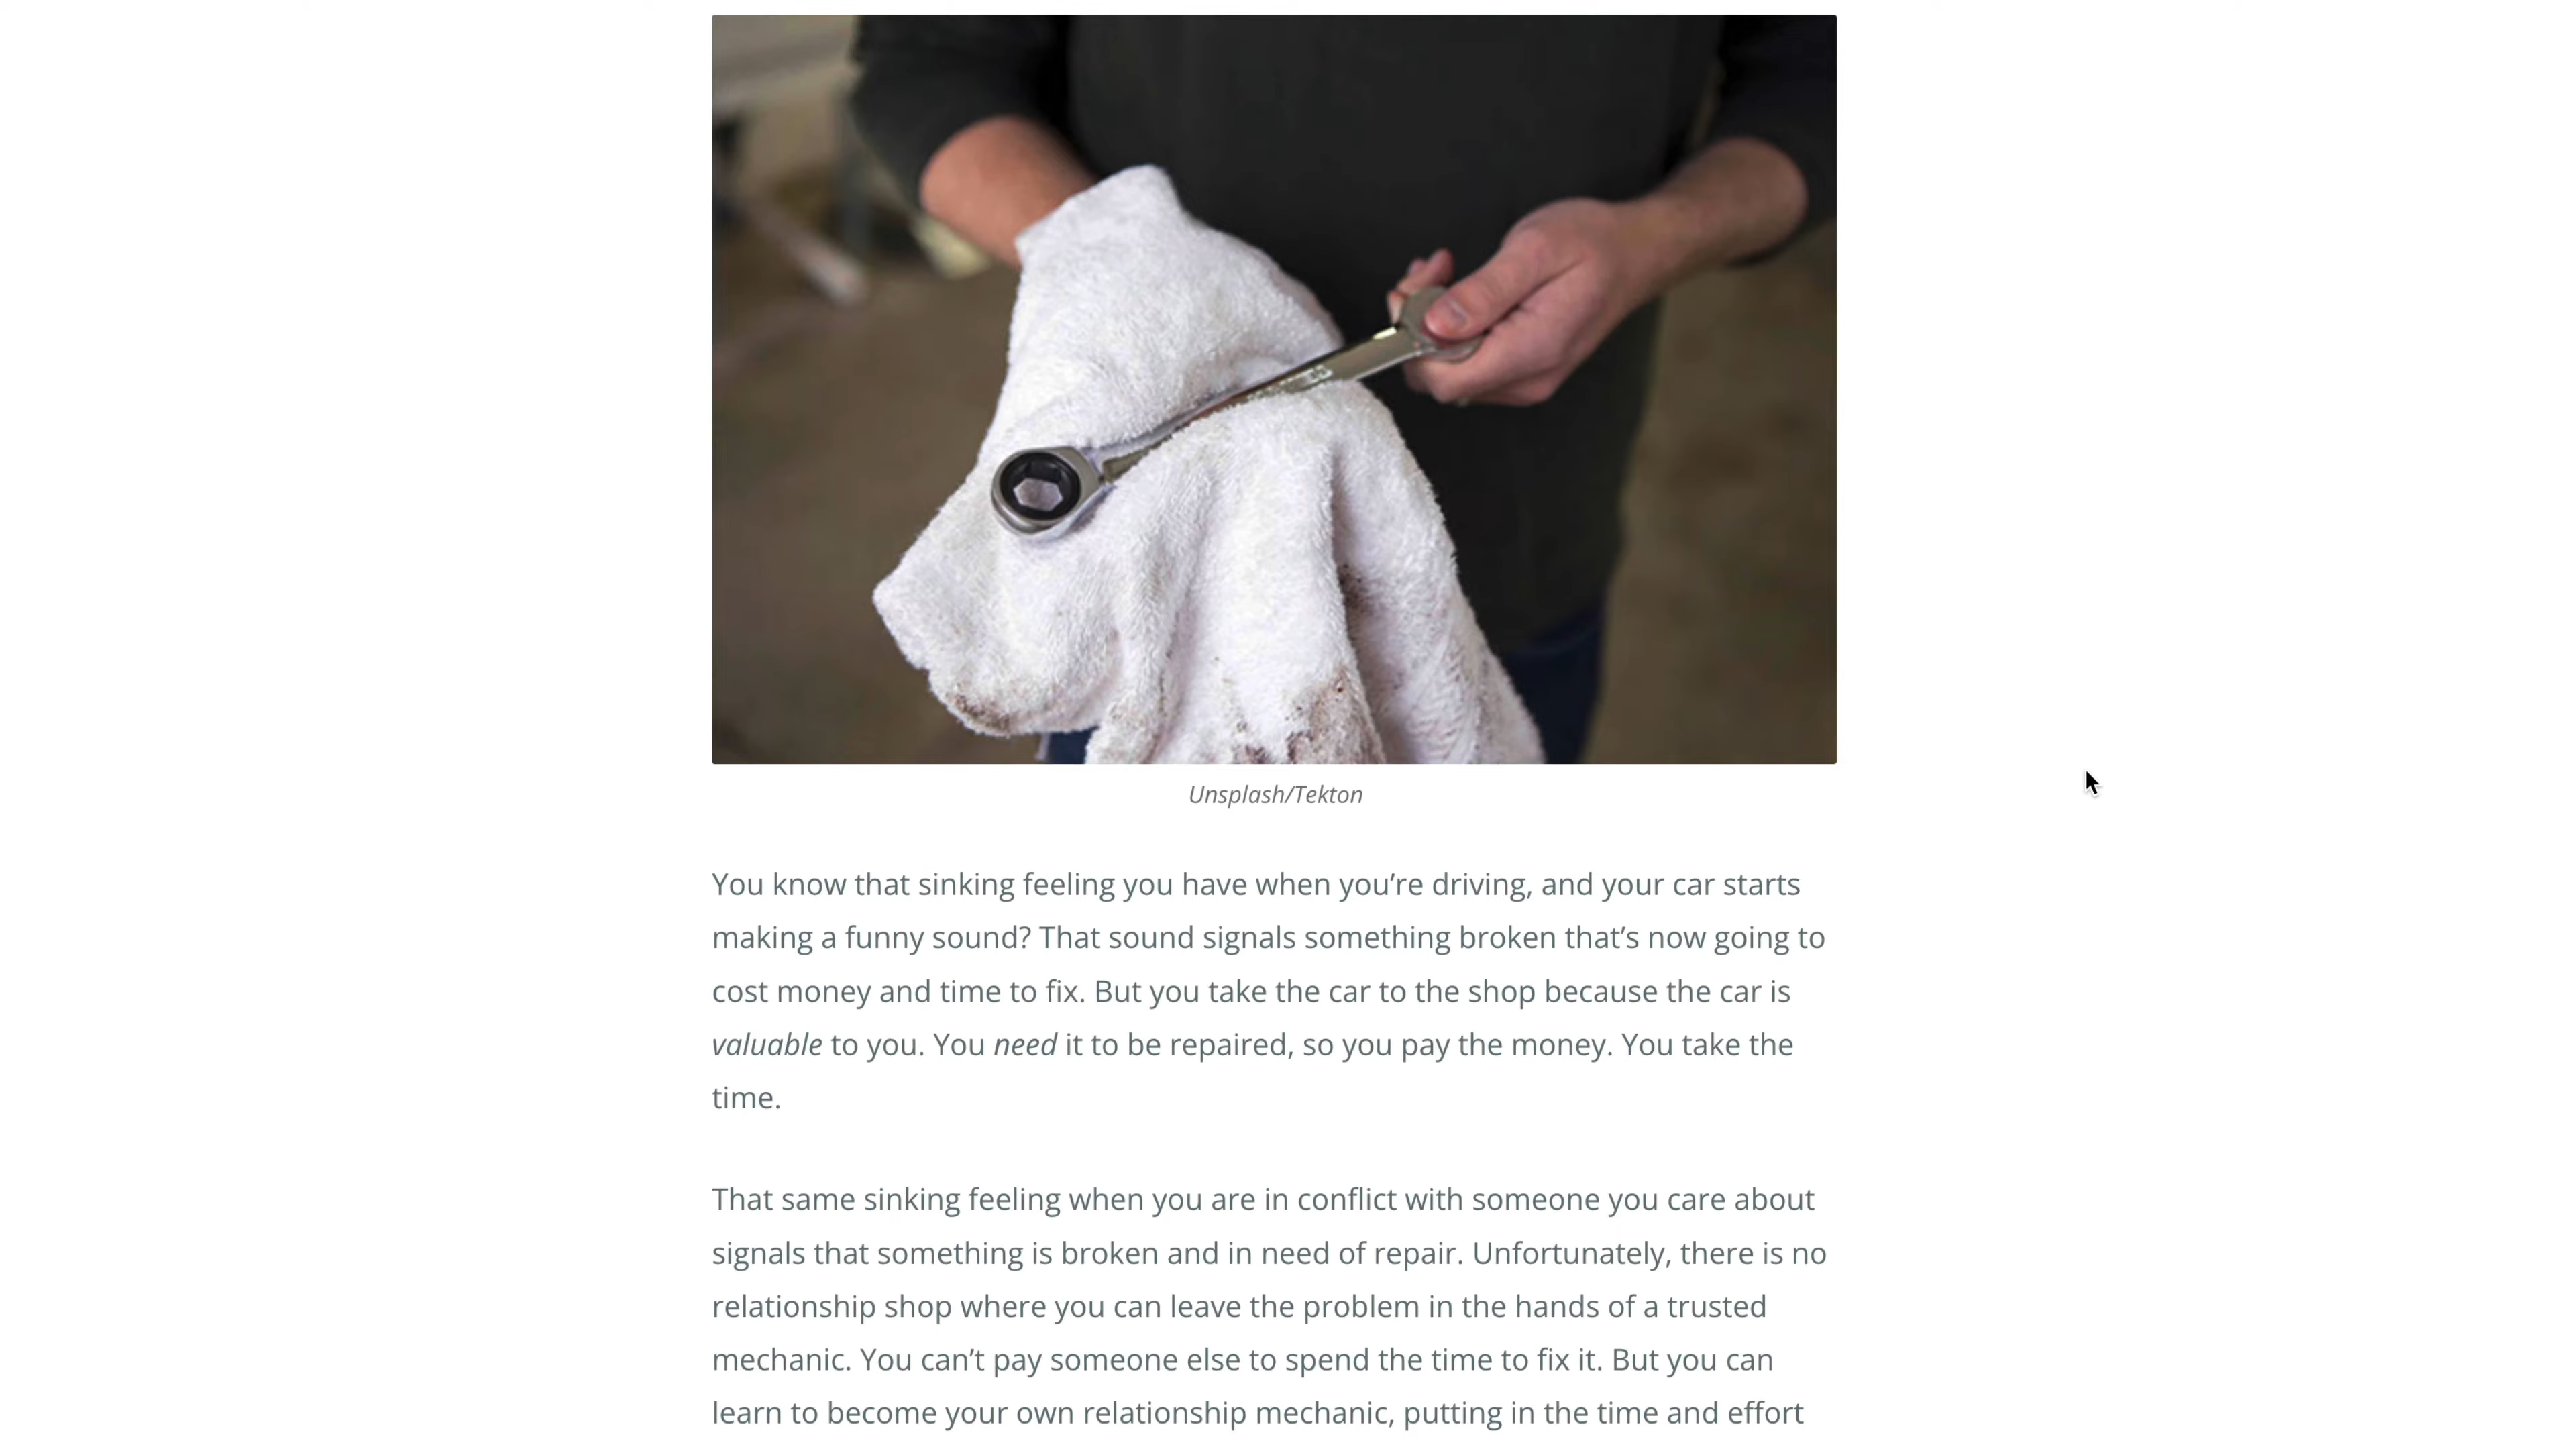 Unsplash/Tekton
You know that sinking feeling you have when you’re driving, and your car starts
making a funny sound? That sound signals something broken that’s now going to
cost money and time to fix. But you take the car to the shop because the car is
valuable to you. You need it to be repaired, so you pay the money. You take the
time.
That same sinking feeling when you are in conflict with someone you care about
signals that something is broken and in need of repair. Unfortunately, there is no
relationship shop where you can leave the problem in the hands of a trusted
mechanic. You can’t pay someone else to spend the time to fix it. But you can
learn to become your own relationship mechanic, putting in the time and effort